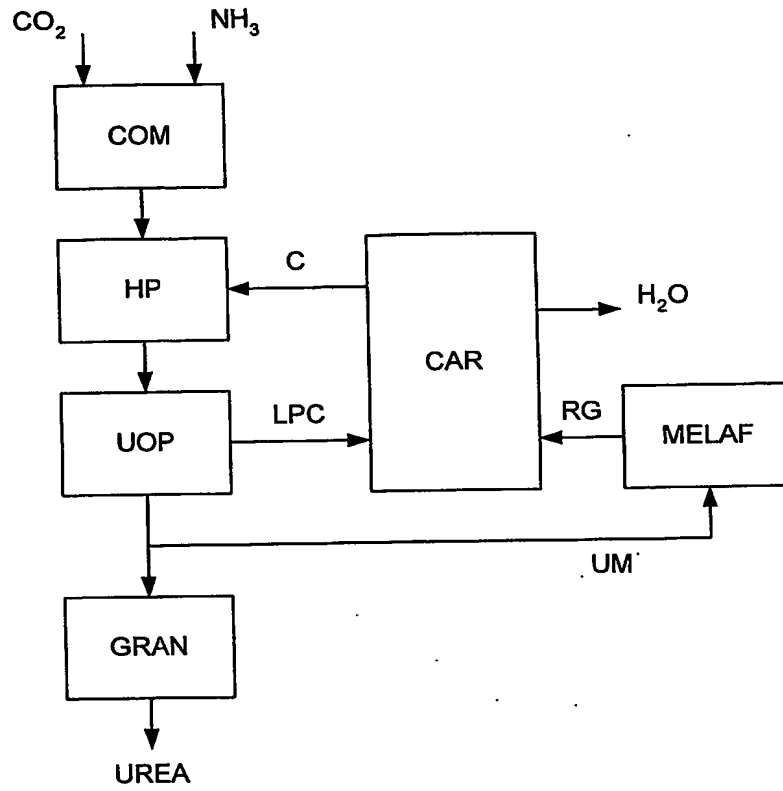 CO₂ NH₃
COM
C
HP
H₂O
CAR
LPC
RG
UOP
MELAF
UM
GRAN
UREA